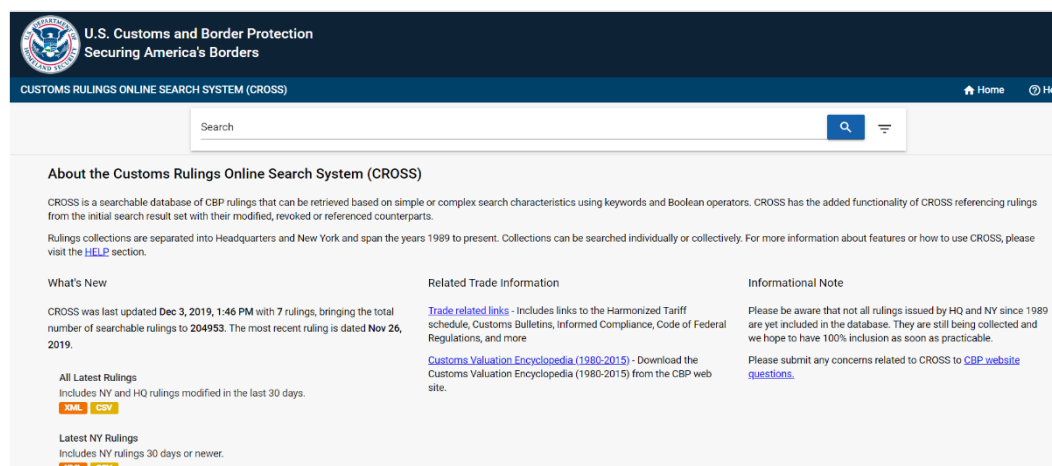 U.S. Customs and Border Protection
Securing America's Borders
CUSTOMS RULINGS ONLINE SEARCH SYSTEM (CROSS)
Home
Search
About the Customs Rulings Online Search System (CROSS)
CROSS is a searchable database of CBP rulings that can be retrieved based on simple or complex search characteristics using keywords and Boolean operators. CROSS has the added functionality of CROSS referencing rulings
from the initial search result set with their modified, revoked or referenced counterparts.
Rulings collections are separated into Headquarters and New York and span the years 1989 to present. Collections can be searched individually or collectively. For more information about features or how to use CROSS, please
visit the HELP section.
What's New
CROSS was last updated Dec 3, 2019, 1:46 PM with 7 rulings, bringing the total
number of searchable rulings to 204953. The most recent ruling is dated Nov 26,
2019.
All Latest Rulings
Includes NY and HQ rulings modified in the last 30 days.
XML CSV
Latest NY Rulings
Includes NY rulings 30 days or newer.
Related Trade Information
Trade related links - Includes links to the Harmonized Tariff
schedule, Customs Bulletins, Informed Compliance, Code of Federal
Regulations, and more
Customs Valuation Encyclopedia (1980-2015) - Download the
Customs Valuation Encyclopedia (1980-2015) from the CBP web
site.
Informational Note
Please be aware that not all rulings issued by HQ and NY since 1989
are yet included in the database. They are still being collected and
we hope to have 100% inclusion as soon as practicable.
Please submit any concerns related to CROSS to CBP website
questions.